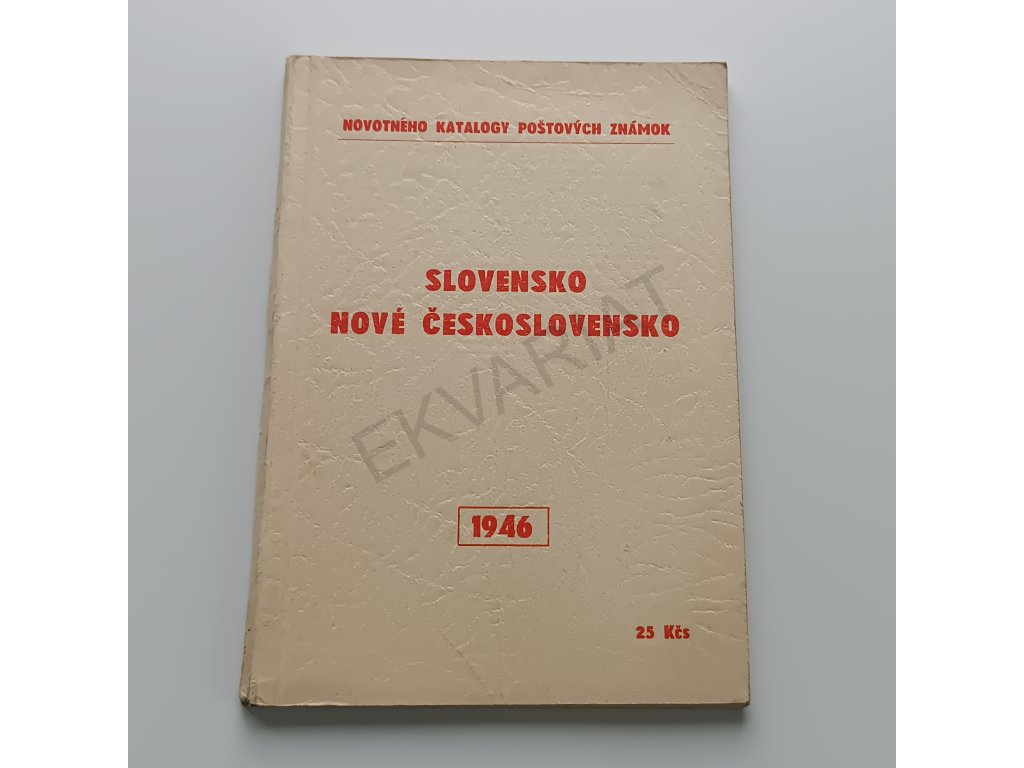 NOVOTNÉHO KATALOGY POŠTOVÝCH ZNÁMOK
SLOVENSKO
NOVÉ ČESKOSLOVENSKO
EKVARIAT
1946
25 Kčs